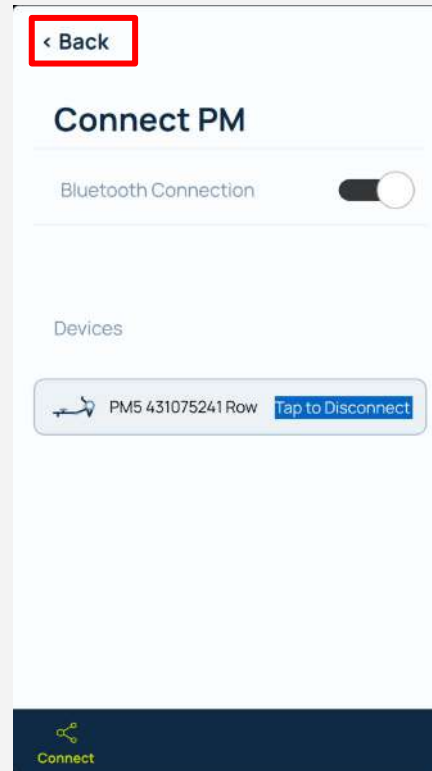 < Back
Connect PM
Bluetooth Connection
Devices
PM5 431075241 Row Tap to Disconnect
Connect